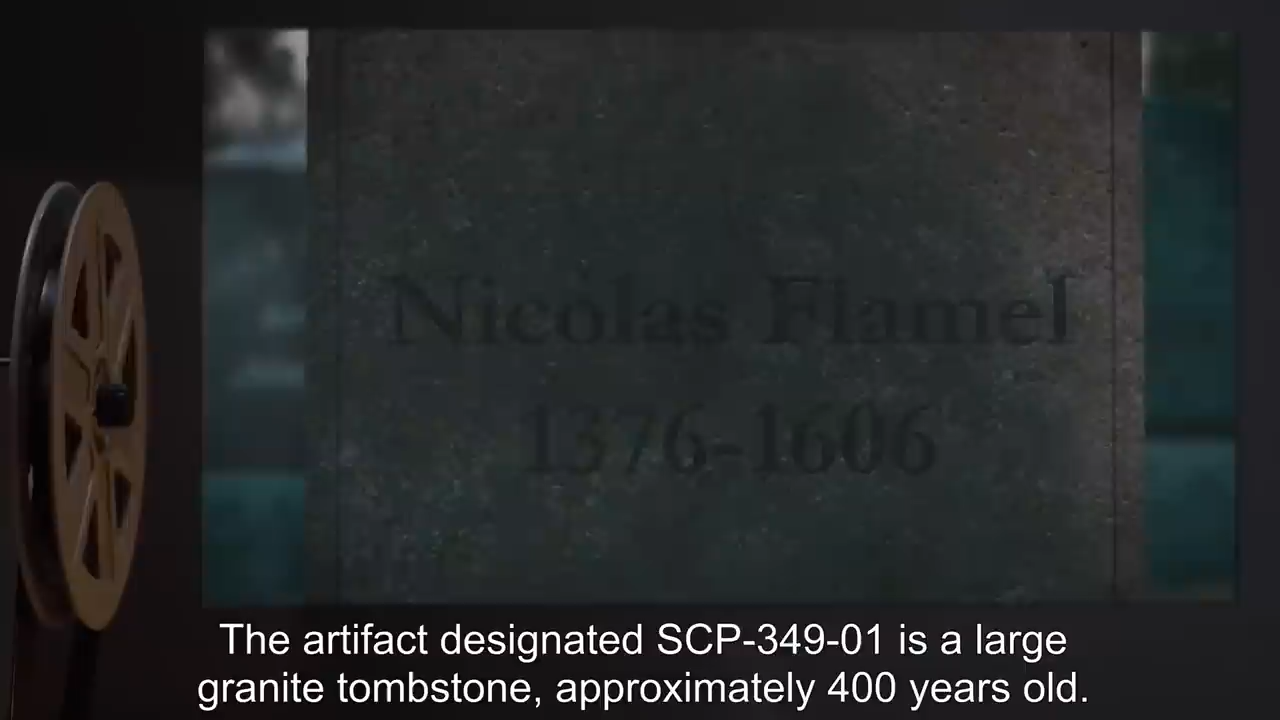 Nicolas Flamel
1376-1606
The artifact designated SCP-349-01 is a large
granite tombstone, approximately 400 years old.